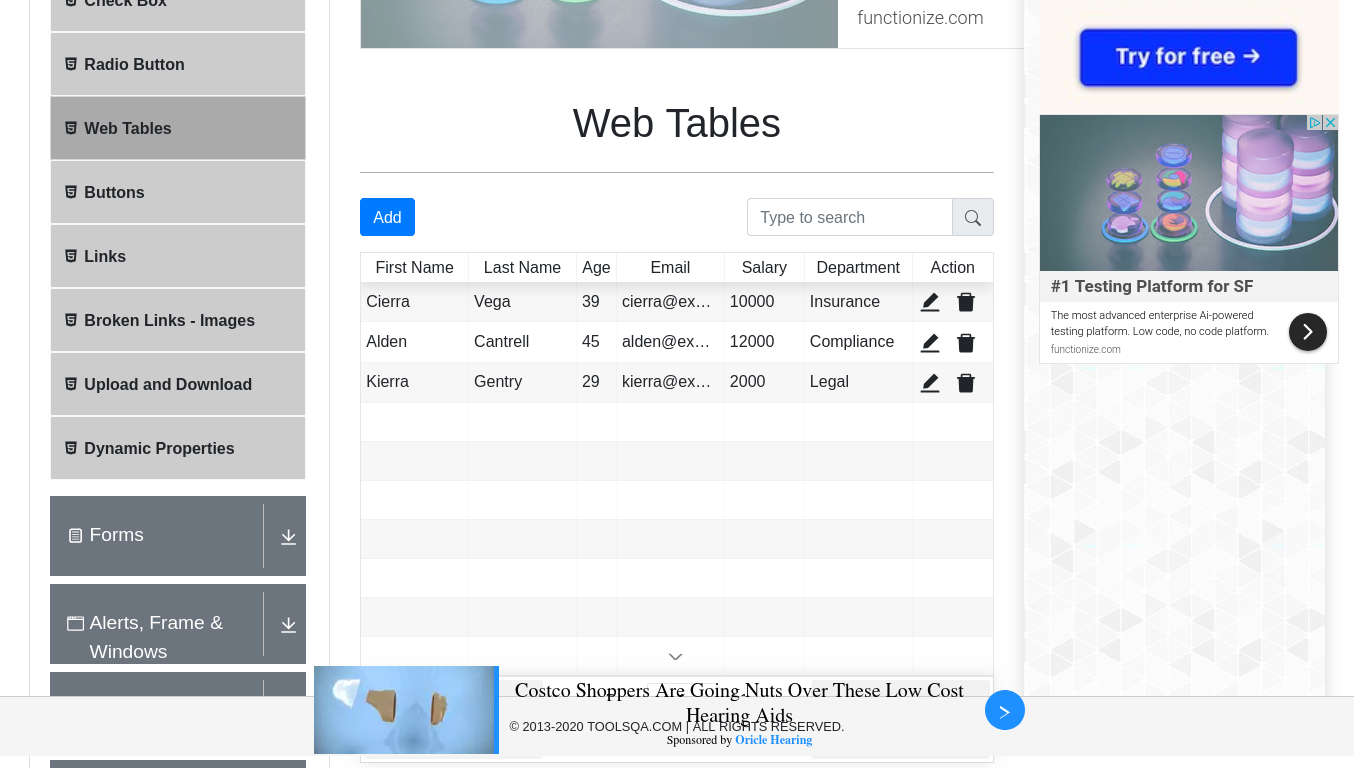 Check Box
Radio Button
Web Tables
Buttons
Links
Broken Links - Images
Upload and Download
Dynamic Properties
Forms
Alerts, Frame &
Windows
functionize.com
Web Tables
Add
Type to search
First Name Last Name Age Email Salary Department Action
Cierra Vega 39 cierra@ex... 10000 Insurance
Alden Cantrell 45 alden@ex... 12000 Compliance
Kierra Gentry 29 kierra@ex... 2000 Legal
Try for free →
#1 Testing Platform for SF
The most advanced enterprise Ai-powered
testing platform. Low code, no code platform.
functionize.com
Costco Shoppers Are Going Nuts Over These Low Cost
Hearing Aids
© 2013-2020 TOOLSQA.COM | ALL RIGHTS RESERVED.
Sponsored by Oricle Hearing